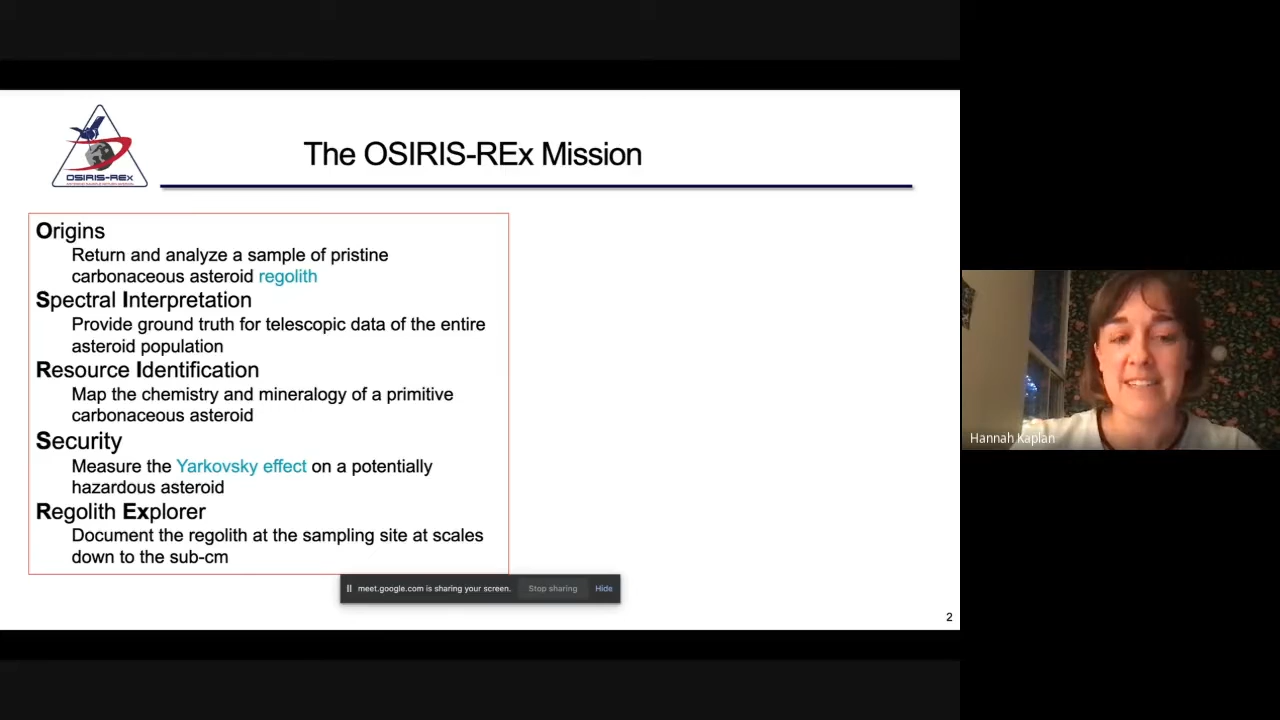 The OSIRIS-REx Mission
OSIRIS-REx
Origins
Return and analyze a sample of pristine
carbonaceous asteroid regolith
Spectral Interpretation
Provide ground truth for telescopic data of the entire
asteroid population
Resource Identification
Map the chemistry and mineralogy of a primitive
carbonaceous asteroid
Security
Measure the Yarkovsky effect on a potentially
hazardous asteroid
Regolith Explorer
Document the regolith at the sampling site at scales
down to the sub-cm
meet.google.com is sharing your screen. Stop sharing Hide
2
Hannah Kaplan